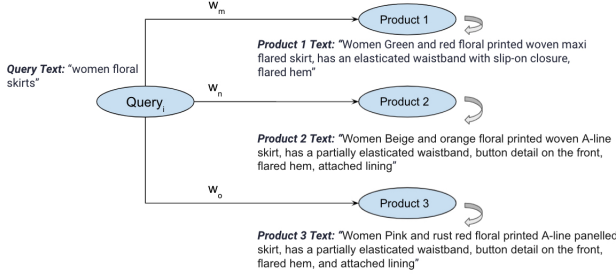 W_m
Product 1
Product 1 Text: “Women Green and red floral printed woven maxi
flared skirt, has an elasticated waistband with slip-on closure,
flared hem”
Query Text: “women floral
skirts”
Query_i
W_n
Product 2
Product 2 Text: “Women Beige and orange floral printed woven A-line
skirt, has a partially elasticated waistband, button detail on the front,
flared hem, attached lining”
W_o
Product 3
Product 3 Text: “Women Pink and rust red floral printed A-line panelled
skirt, has a partially elasticated waistband, button detail on the front,
flared hem, and attached lining”